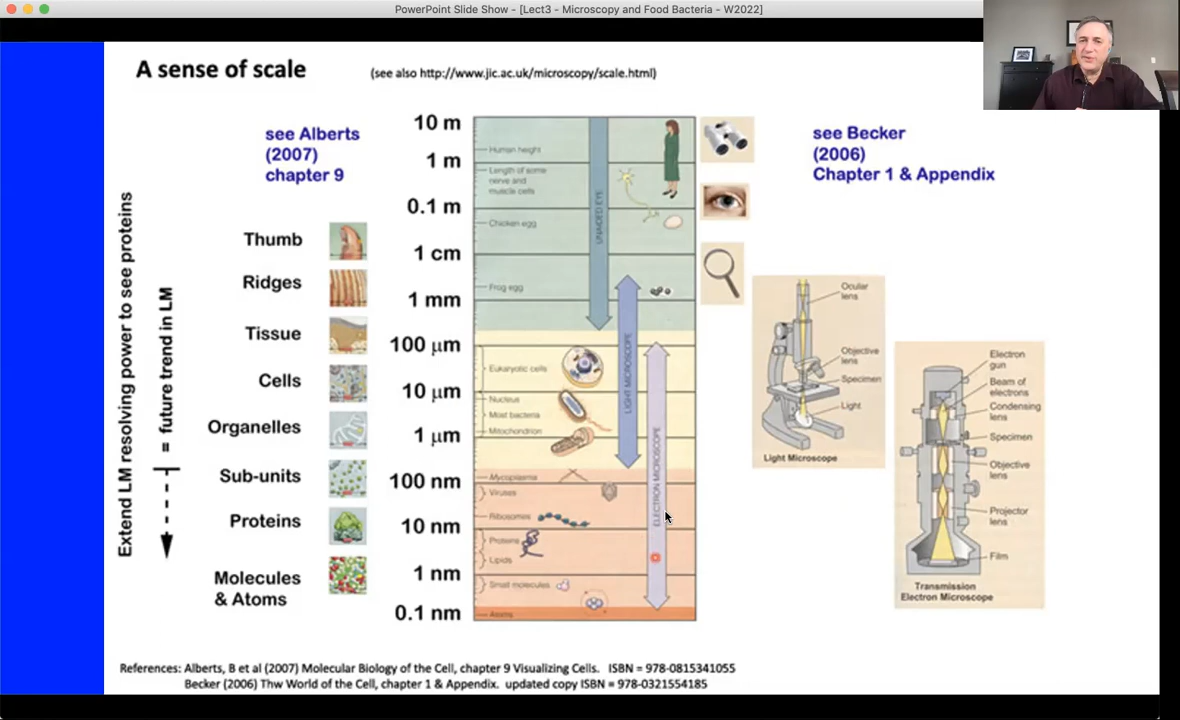 PowerPoint Slide Show - [Lect3 - Microscopy and Food Bacteria - W2022]
A sense of scale
(see also http://www.jic.ac.uk/microscopy/scale.html)
see Alberts
(2007)
chapter 9
see Becker
(2006)
Chapter 1 & Appendix
Extend LM resolving power to see proteins
= future trend in LM
Thumb
Ridges
Tissue
Cells
Organelles
Sub-units
Proteins
Molecules
& Atoms
10 m
1 m
0.1 m
1 cm
1 mm
100 μm
10 μm
1 μm
100 nm
10 nm
1 nm
0.1 nm
Human height
Length of some
nerve and
muscle cells
Chicken egg
Frog egg
Eukaryotic cells
Nucleus
Most bacteria
Mitochondrion
Mycoplasma
Viruses
Ribosomes
Proteins
Lipids
Small molecules
Atoms
UNAIDED EYE
LIGHT MICROSCOPE
ELECTRON MICROSCOPE
Ocular
lens
Objective
lens
Specimen
Light
Light Microscope
Electron
gun
Beam of
electrons
Condensing
lens
Specimen
Objective
lens
Projector
lens
Film
Transmission
Electron Microscope
References: Alberts, B et al (2007) Molecular Biology of the Cell, chapter 9 Visualizing Cells. ISBN = 978-0815341055
Becker (2006) Thw World of the Cell, chapter 1 & Appendix. updated copy ISBN = 978-0321554185